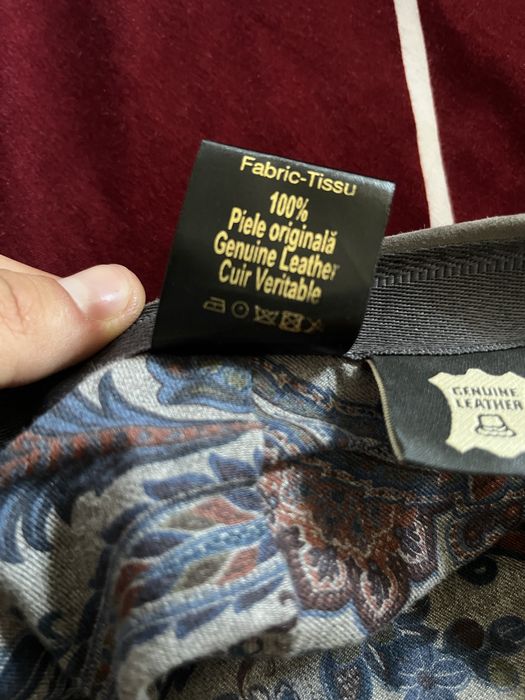 Fabric-Tissu
100%
Piele originală
Genuine Leather
Cuir Veritable
GENUINE
LEATHER